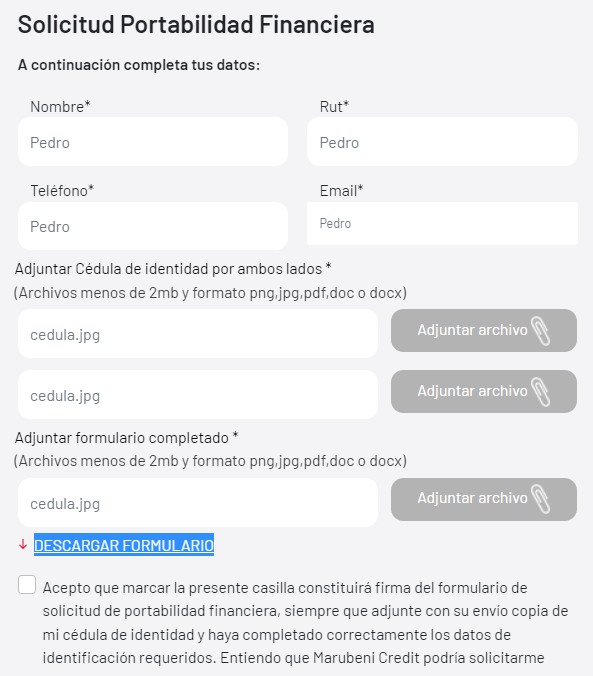 Solicitud Portabilidad Financiera
A continuación completa tus datos:
Nombre* Rut*
Pedro Pedro
Teléfono* Email*
Pedro Pedro
Adjuntar Cédula de identidad por ambos lados *
(Archivos menos de 2mb y formato png,jpg,pdf,doc o docx)
cedula.jpg Adjuntar archivo
cedula.jpg Adjuntar archivo
Adjuntar formulario completado *
(Archivos menos de 2mb y formato png,jpg,pdf,doc o docx)
cedula.jpg Adjuntar archivo
↓ DESCARGAR FORMULARIO
Acepto que marcar la presente casilla constituirá firma del formulario de
solicitud de portabilidad financiera, siempre que adjunte con su envío copia de
mi cédula de identidad y haya completado correctamente los datos de
identificación requeridos. Entiendo que Marubeni Credit podría solicitarme